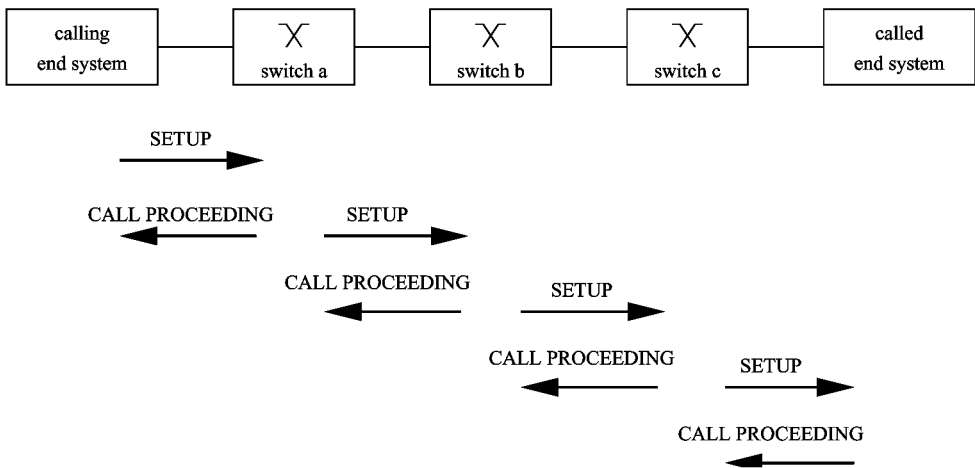 calling
end system
switch a
switch b
switch c
called
end system
SETUP
CALL PROCEEDING
SETUP
CALL PROCEEDING
SETUP
CALL PROCEEDING
SETUP
CALL PROCEEDING